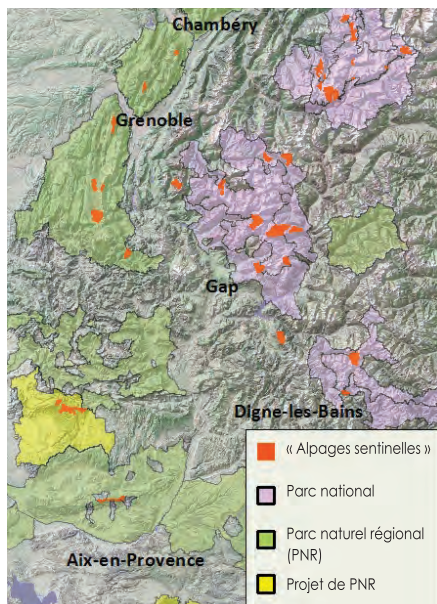 Chambéry
Grenoble
Gap
Digne-les-Bains
Aix-en-Provence
« Alpages sentinelles »
Parc national
Parc naturel régional
(PNR)
Projet de PNR